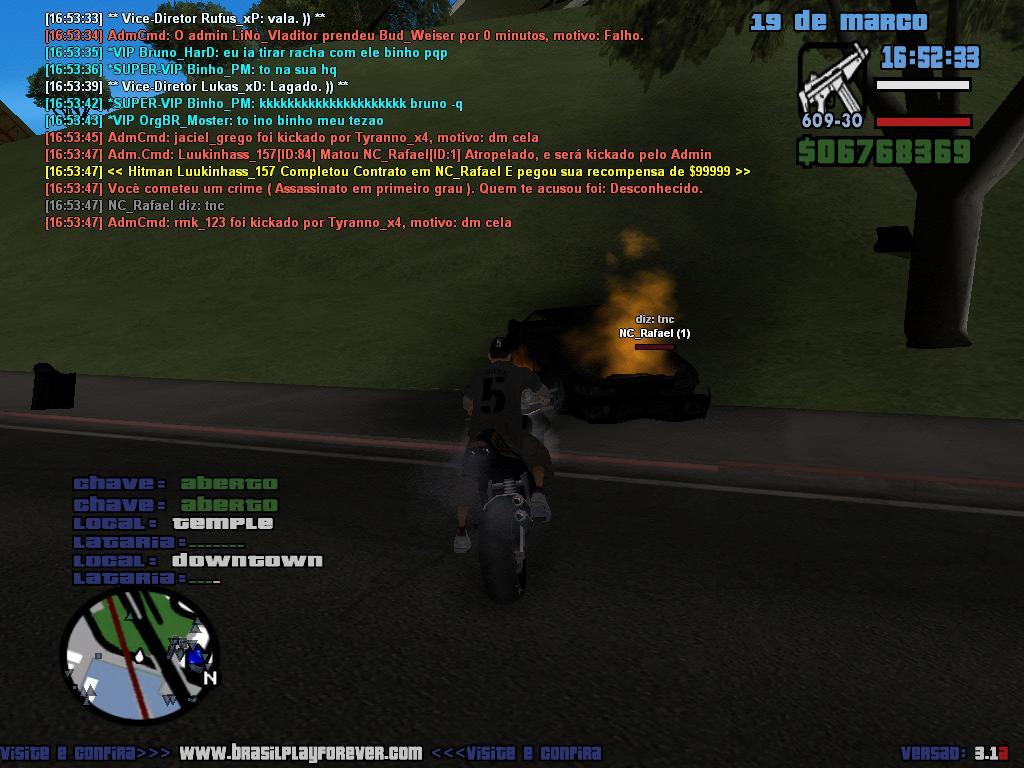 [16:53:33] ** Vice-Diretor Rufus_xP: vala. )) **
[16:53:34] AdmCmd: O admin LiNo_Vladitor prendeu Bud_Weiser por 0 minutos, motivo: Falho.
[16:53:35] *VIP Bruno_HarD: eu ia tirar racha com ele binho pqp
[16:53:36] *SUPER-VIP Binho_PM: to na sua hq
[16:53:39] ** Vice-Diretor Lukas_xD: Lagado. )) **
[16:53:42] *SUPER-VIP Binho_PM: kkkkkkkkkkkkkkkkkkkkk bruno -q
[16:53:43] *VIP OrgBR_Moster: to ino binho meu tezao
[16:53:45] AdmCmd: jaciel_grego foi kickado por Tyranno_x4, motivo: dm cela
[16:53:47] Adm.Cmd: Luukinhass_157[ID:84] Matou NC_Rafael[ID:1] Atropelado, e será kickado pelo Admin
[16:53:47] << Hitman Luukinhass_157 Completou Contrato em NC_Rafael E pegou sua recompensa de $99999 >>
[16:53:47] Você cometeu um crime ( Assassinato em primeiro grau ). Quem te acusou foi: Desconhecido.
[16:53:47] NC_Rafael diz: tnc
[16:53:47] AdmCmd: rmk_123 foi kickado por Tyranno_x4, motivo: dm cela
19 de marco
16:52:33
609-30
$06768369
diz: tnc
NC_Rafael (1)
5
chave: aberto
chave: aberto
Local: temple
Lataria:
Local: downtown
Lataria:
N
Visite e confira>>> www.brasilplayforever.com <<<Visite e confira
Versao: 3.1a